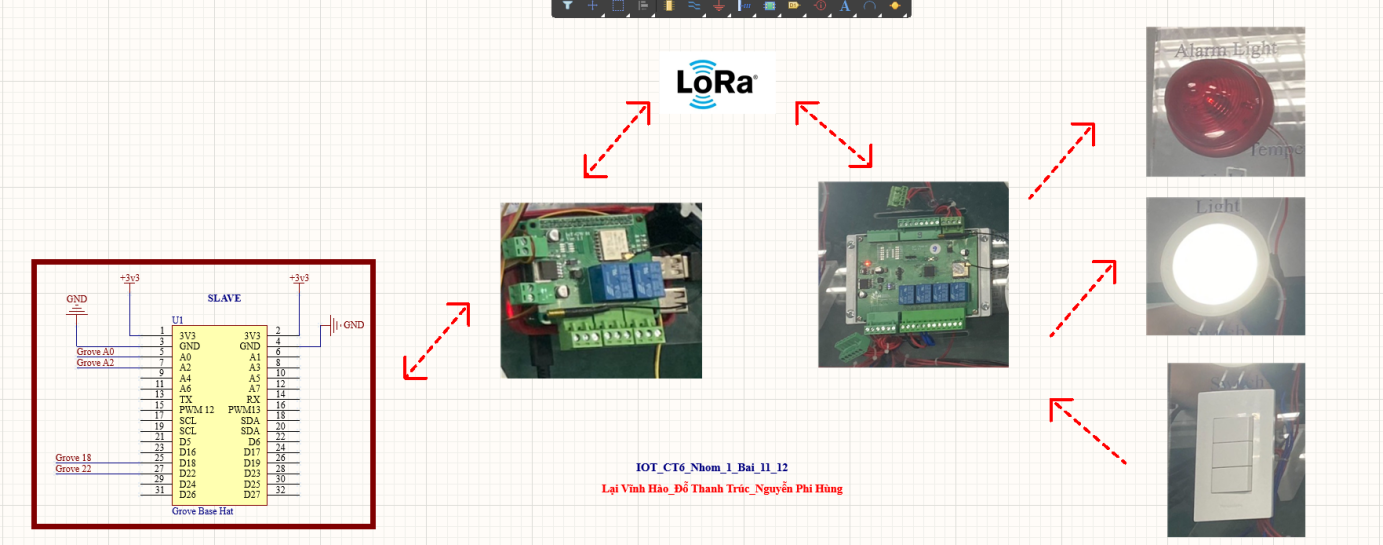 LoRa®
Alarm Light
Tempe
Light
+3v3
+3v3
GND
SLAVE
GND
U1
1 3V3 3V3 2
3 GND GND 4
Grove A0 5 A0 A1 6
Grove A2 7 A2 A3 8
9 A4 A5 10
11 A6 A7 12
13 TX RX 14
15 PWM 12 PWM13 16
17 SCL SDA 18
19 SCL SDA 20
21 D5 D6 22
23 D16 D17 24
Grove 18 25 D18 D19 26
Grove 22 27 D22 D23 28
29 D24 D25 30
31 D26 D27 32
Grove Base Hat
IOT_CT6_Nhom_1_Bai_11_12
Lại Vĩnh Hào_Đỗ Thanh Trúc_Nguyễn Phi Hùng